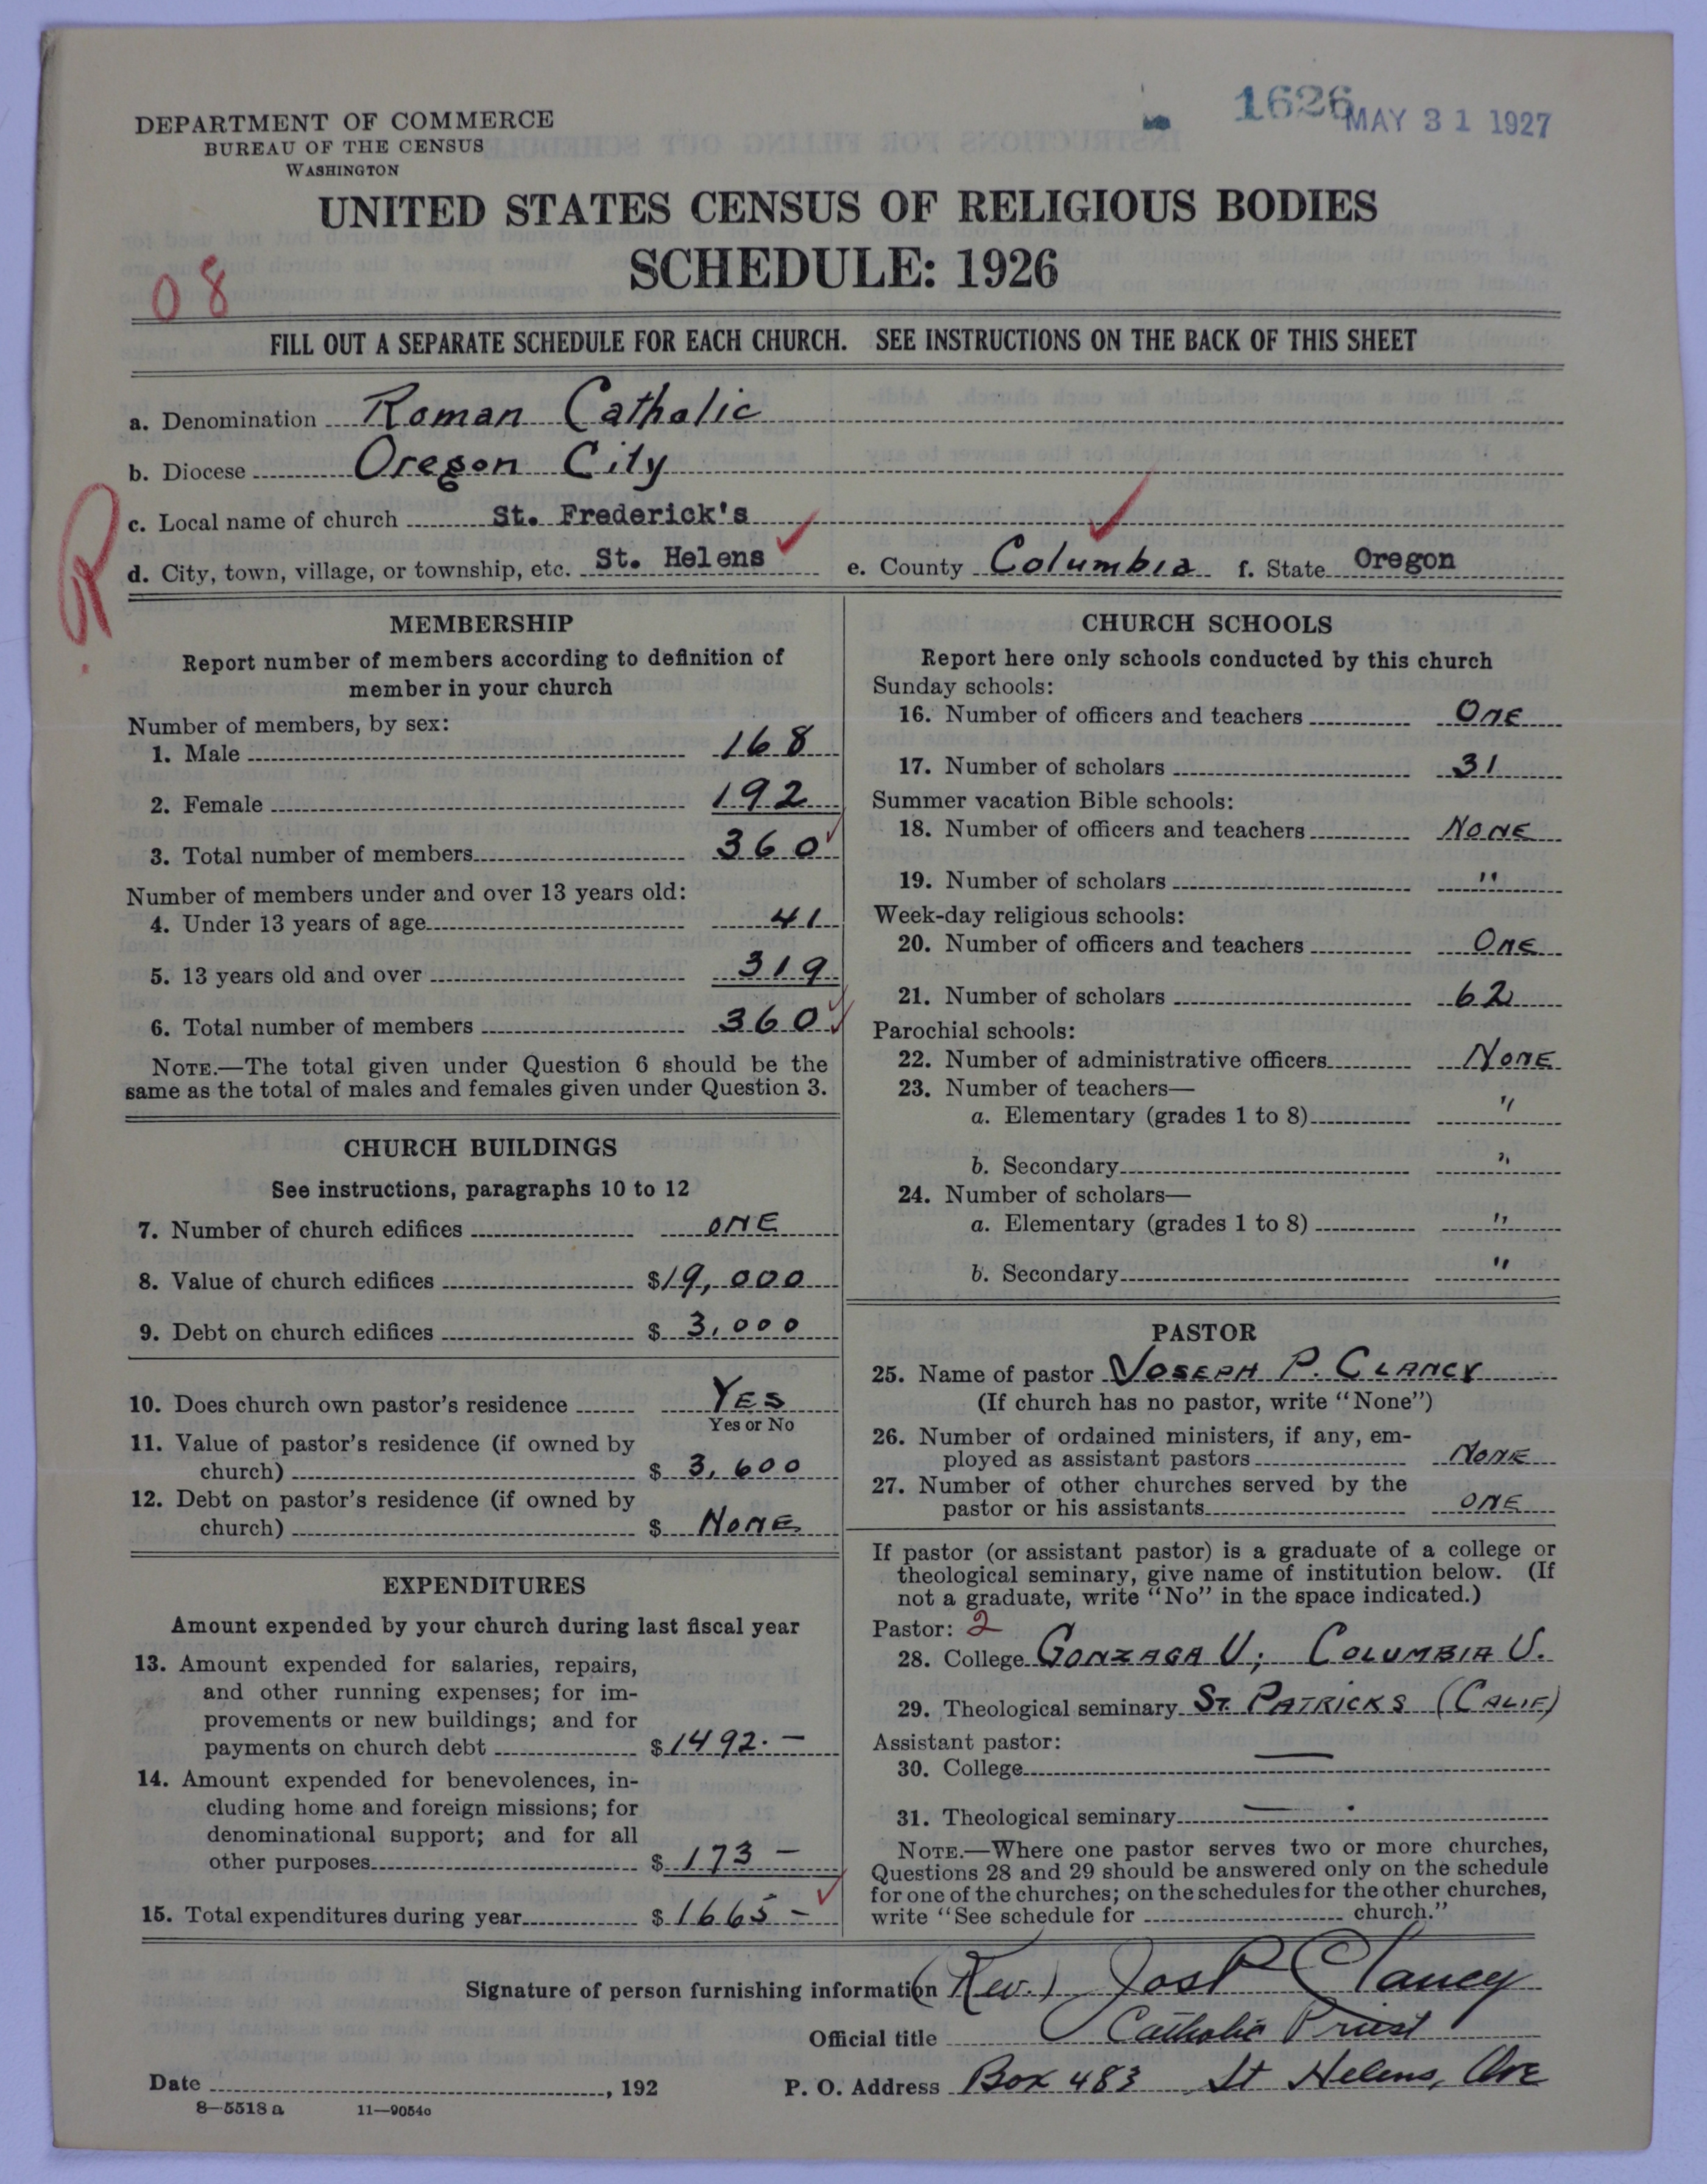 1626 MAY 31 1927
DEPARTMENT OF COMMERCE
BUREAU OF THE CENSUS
WASHINGTON
UNITED STATES CENSUS OF RELIGIOUS BODIES
SCHEDULE: 1926
08
FILL OUT A SEPARATE SCHEDULE FOR EACH CHURCH. SEE INSTRUCTIONS ON THE BACK OF THIS SHEET
a. Denomination Roman Catholic
b. Diocese Oregon City
c. Local name of church St. Frederick's
d. City, town, village, or township, etc. St. Helens e. County Columbia f. State Oregon
MEMBERSHIP
Report number of members according to definition of
member in your church
Number of members, by sex:
1. Male 168
2. Female 192
3. Total number of members 360
Number of members under and over 13 years old:
4. Under 13 years of age 41
5. 13 years old and over 319
6. Total number of members 360
NOTE.—The total given under Question 6 should be the
same as the total of males and females given under Question 3.
CHURCH BUILDINGS
See instructions, paragraphs 10 to 12
7. Number of church edifices ONE
8. Value of church edifices $19,000
9. Debt on church edifices $ 3,000
10. Does church own pastor's residence YES
Yes or No
11. Value of pastor's residence (if owned by
church) $ 3,600
12. Debt on pastor's residence (if owned by
church) $ NONE
EXPENDITURES
Amount expended by your church during last fiscal year
13. Amount expended for salaries, repairs,
and other running expenses; for im-
provements or new buildings; and for
payments on church debt $1492.—
14. Amount expended for benevolences, in-
cluding home and foreign missions; for
denominational support; and for all
other purposes $ 173 —
15. Total expenditures during year $1665 —
CHURCH SCHOOLS
Report here only schools conducted by this church
Sunday schools:
16. Number of officers and teachers ONE
17. Number of scholars 31
Summer vacation Bible schools:
18. Number of officers and teachers NONE
19. Number of scholars "
Week-day religious schools:
20. Number of officers and teachers ONE
21. Number of scholars 62
Parochial schools:
22. Number of administrative officers NONE
23. Number of teachers—
a. Elementary (grades 1 to 8) "
b. Secondary "
24. Number of scholars—
a. Elementary (grades 1 to 8) "
b. Secondary "
PASTOR
25. Name of pastor JOSEPH P. CLANCY
(If church has no pastor, write "None")
26. Number of ordained ministers, if any, em-
ployed as assistant pastors NONE
27. Number of other churches served by the
pastor or his assistants ONE
If pastor (or assistant pastor) is a graduate of a college or
theological seminary, give name of institution below. (If
not a graduate, write "No" in the space indicated.)
Pastor: 2
28. College GONZAGA U; COLUMBIA U.
29. Theological seminary ST. PATRICKS (CALIF)
Assistant pastor:
30. College —
31. Theological seminary —
NOTE.—Where one pastor serves two or more churches,
Questions 28 and 29 should be answered only on the schedule
for one of the churches; on the schedules for the other churches,
write "See schedule for church."
Signature of person furnishing information (Rev.) Jos P Clancy
Official title Catholic Priest
Date , 192 P. O. Address Box 483 St Helens, Ore
8—5518 a 11—9054o